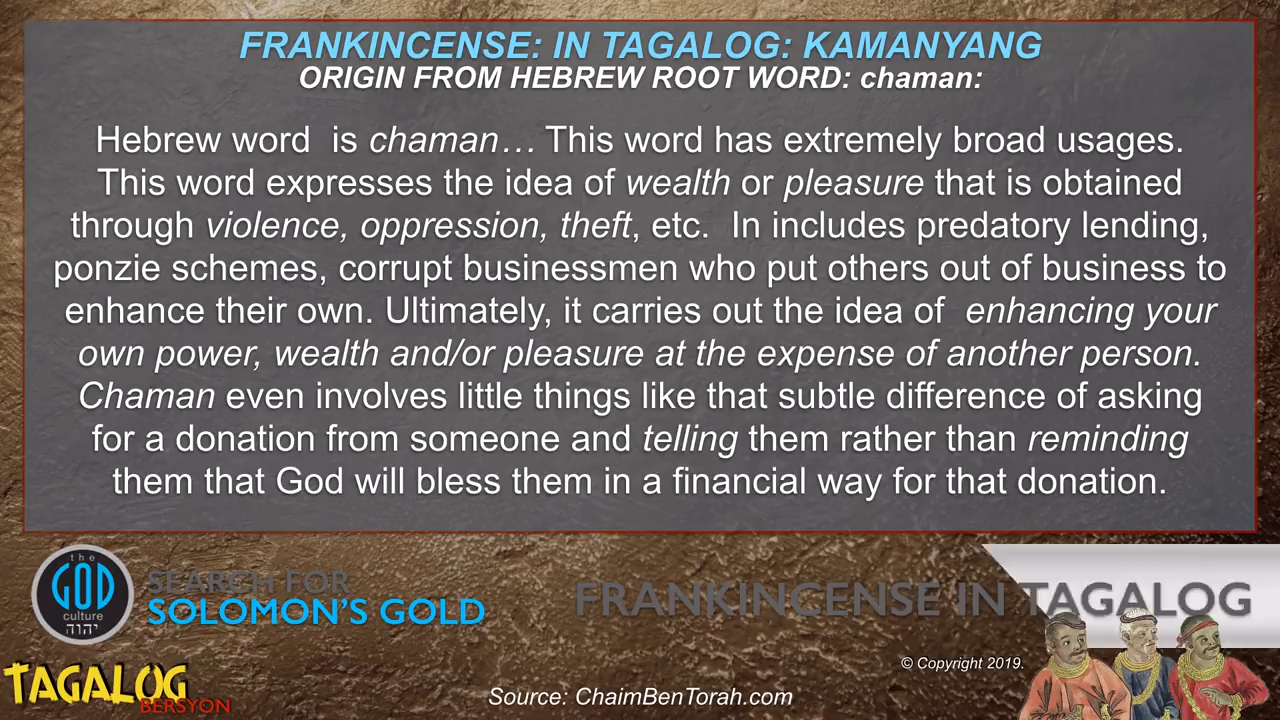 FRANKINCENSE: IN TAGALOG: KAMANYANG
ORIGIN FROM HEBREW ROOT WORD: chaman:
Hebrew word is chaman… This word has extremely broad usages.
This word expresses the idea of wealth or pleasure that is obtained
through violence, oppression, theft, etc. In includes predatory lending,
ponzie schemes, corrupt businessmen who put others out of business to
enhance their own. Ultimately, it carries out the idea of enhancing your
own power, wealth and/or pleasure at the expense of another person.
Chaman even involves little things like that subtle difference of asking
for a donation from someone and telling them rather than reminding
them that God will bless them in a financial way for that donation.
the
GOD
culture
יהוה
SEARCH FOR
SOLOMON'S GOLD
FRANKINCENSE IN TAGALOG
© Copyright 2019.
TAGALOG
BERSYON
Source: ChaimBenTorah.com